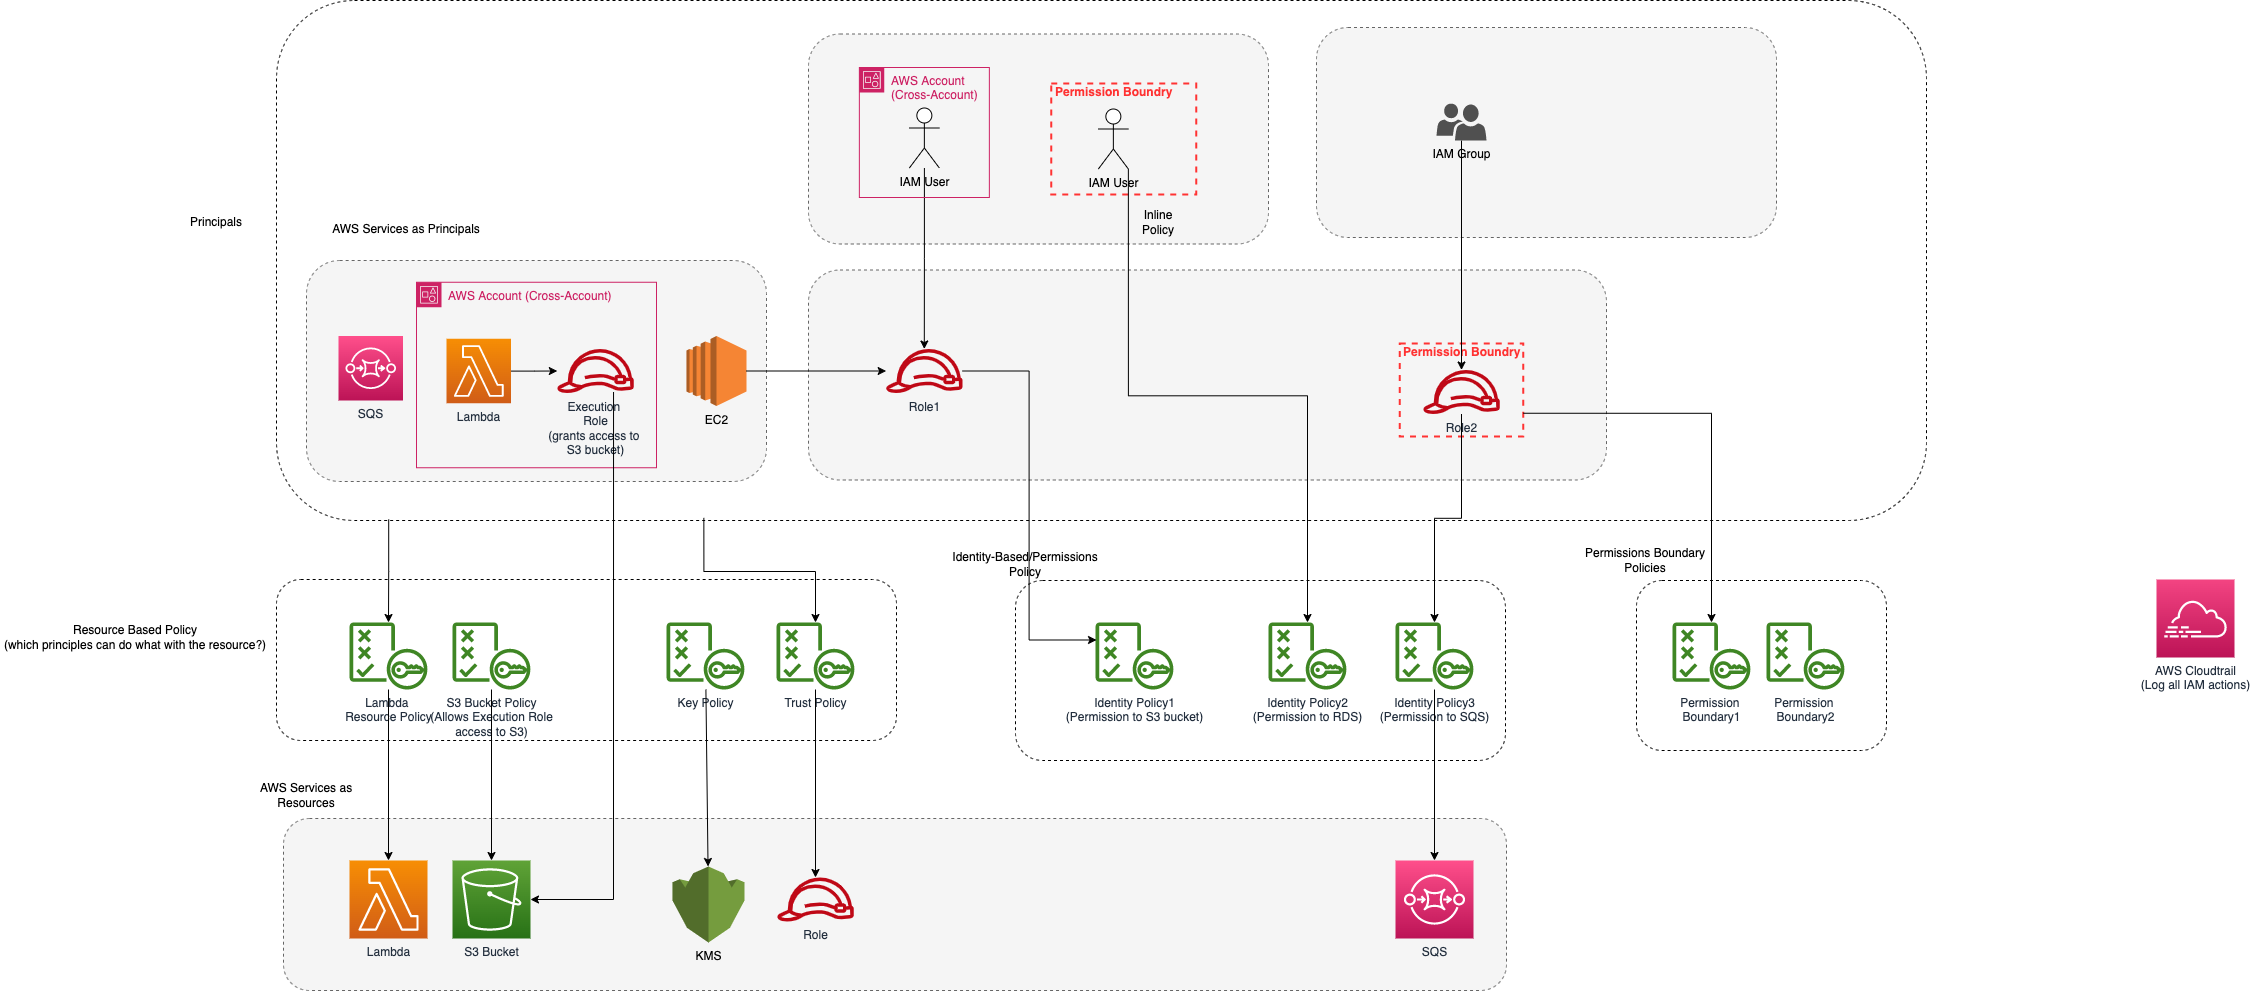 AWS Account
(Cross-Account)
IAM User
Permission Boundry
IAM User
Inline
Policy
IAM Group
Principals
AWS Services as Principals
AWS Account (Cross-Account)
SQS
Lambda
Execution
Role
(grants access to
S3 bucket)
EC2
Role1
Permission Boundry
Role2
Identity-Based/Permissions
Policy
Permissions Boundary
Policies
Resource Based Policy
(which principles can do what with the resource?)
Lambda
Resource Policy
S3 Bucket Policy
(Allows Execution Role
access to S3)
Key Policy
Trust Policy
Identity Policy1
(Permission to S3 bucket)
Identity Policy2
(Permission to RDS)
Identity Policy3
(Permission to SQS)
Permission
Boundary1
Permission
Boundary2
AWS Cloudtrail
(Log all IAM actions)
AWS Services as
Resources
Lambda
S3 Bucket
KMS
Role
SQS